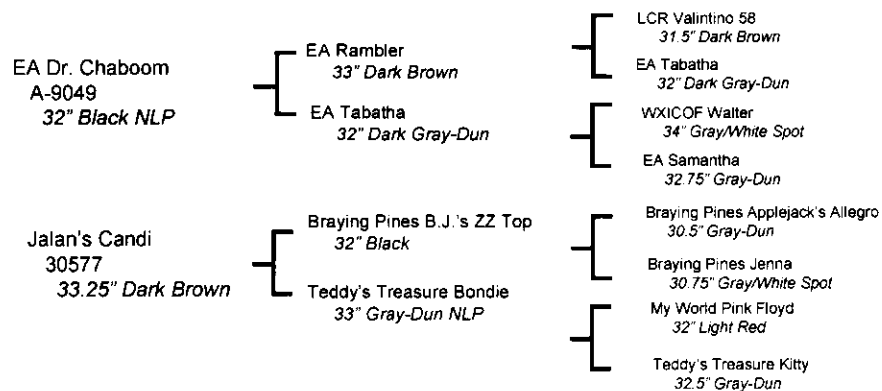 EA Dr. Chaboom
A-9049
32" Black NLP
Jalan's Candi
30577
33.25" Dark Brown
EA Rambler
33" Dark Brown
EA Tabatha
32" Dark Gray-Dun
Braying Pines B.J.'s ZZ Top
32" Black
Teddy's Treasure Bondie
33" Gray-Dun NLP
LCR Valintino 58
31.5" Dark Brown
EA Tabatha
32" Dark Gray-Dun
WXICOF Walter
34" Gray/White Spot
EA Samantha
32.75" Gray-Dun
Braying Pines Applejack's Allegro
30.5" Gray-Dun
Braying Pines Jenna
30.75" Gray/White Spot
My World Pink Floyd
32" Light Red
Teddy's Treasure Kitty
32.5" Gray-Dun